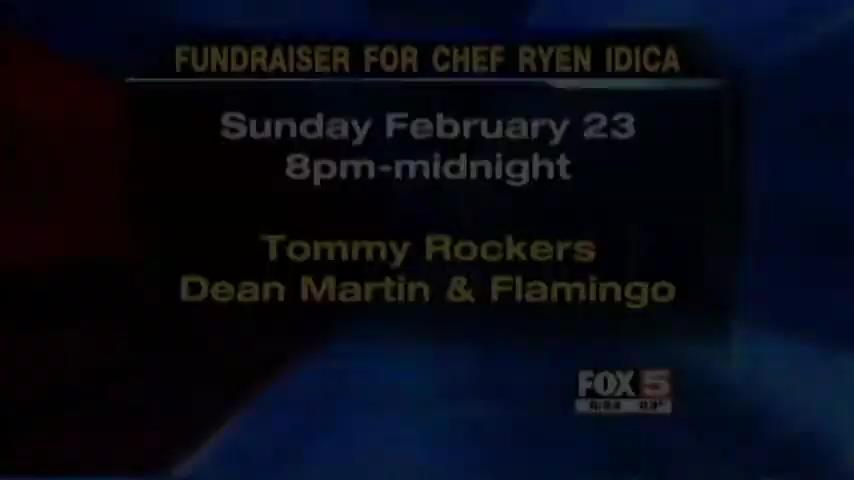 FUNDRAISER FOR CHEF RYEN IDICA
Sunday February 23
8pm-midnight
Tommy Rockers
Dean Martin & Flamingo
FOX 5